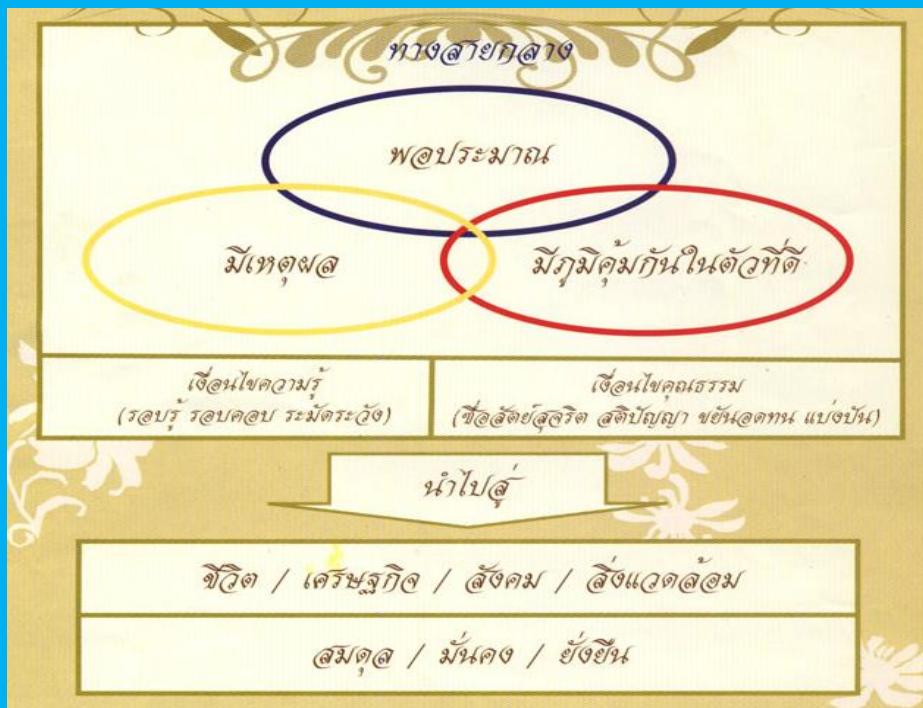 ทางสายกลาง
พอประมาณ
มีเหตุผล
มีภูมิคุ้มกันในตัวที่ดี
เงื่อนไขความรู้
(รอบรู้ รอบคอบ ระมัดระวัง)
เงื่อนไขคุณธรรม
(ซื่อสัตย์สุจริต สติปัญญา ขยันอดทน แบ่งปัน)
นำไปสู่
ชีวิต / เศรษฐกิจ / สังคม / สิ่งแวดล้อม
สมดุล / มั่นคง / ยั่งยืน